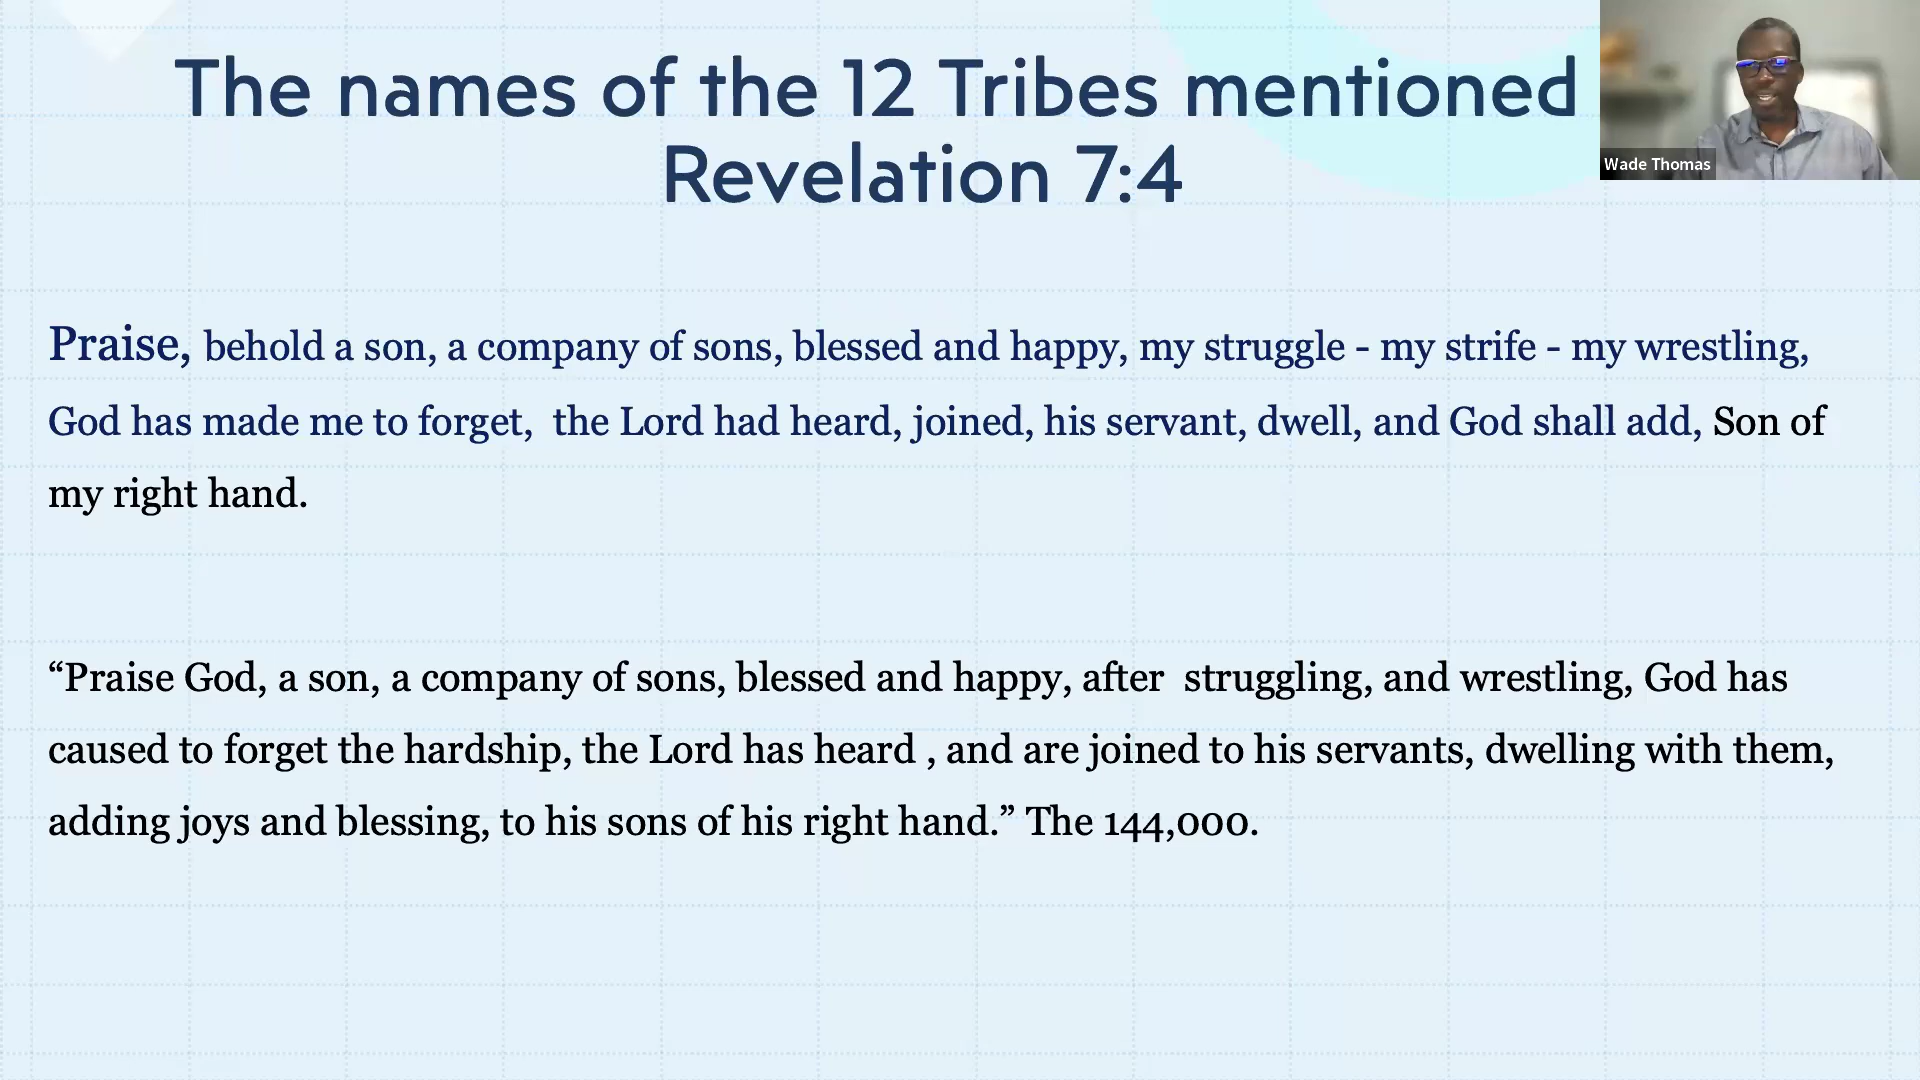 The names of the 12 Tribes mentioned
Revelation 7:4
Wade Thomas
Praise, behold a son, a company of sons, blessed and happy, my struggle - my strife - my wrestling,
God has made me to forget,  the Lord had heard, joined, his servant, dwell, and God shall add, Son of
my right hand.
“Praise God, a son, a company of sons, blessed and happy, after  struggling, and wrestling, God has
caused to forget the hardship, the Lord has heard , and are joined to his servants, dwelling with them,
adding joys and blessing, to his sons of his right hand.” The 144,000.